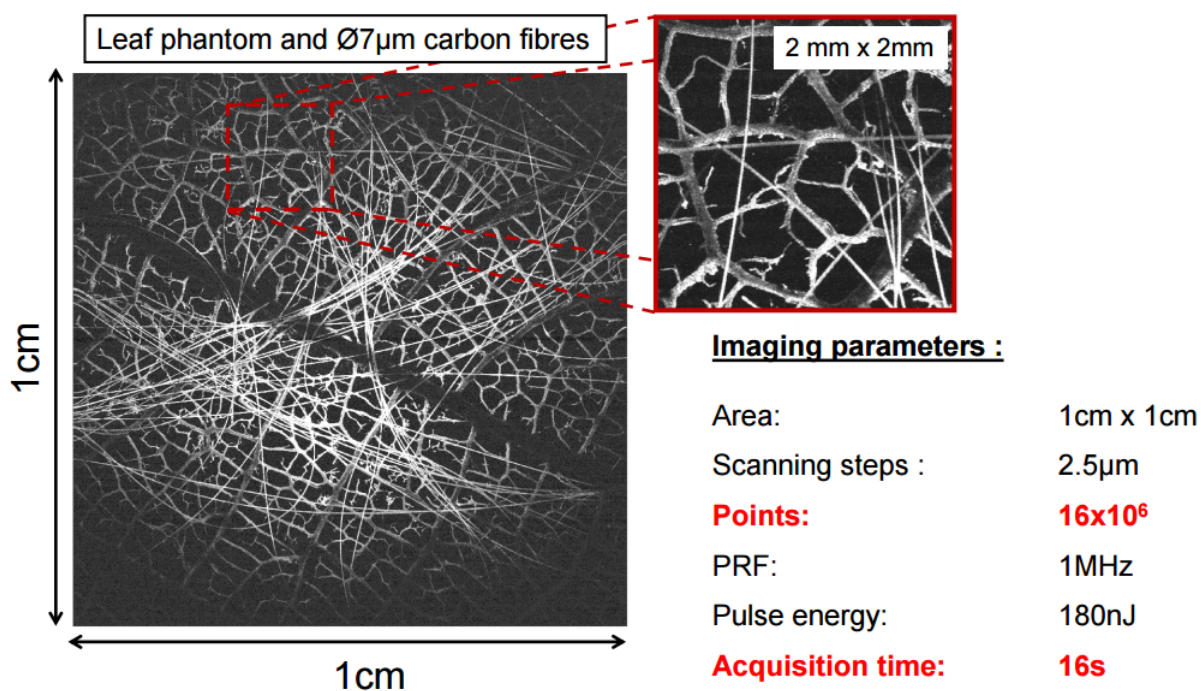 Leaf phantom and Ø7µm carbon fibres
2 mm x 2mm
1cm
1cm
Imaging parameters :
Area: 1cm x 1cm
Scanning steps : 2.5µm
Points: 16x10⁶
PRF: 1MHz
Pulse energy: 180nJ
Acquisition time: 16s